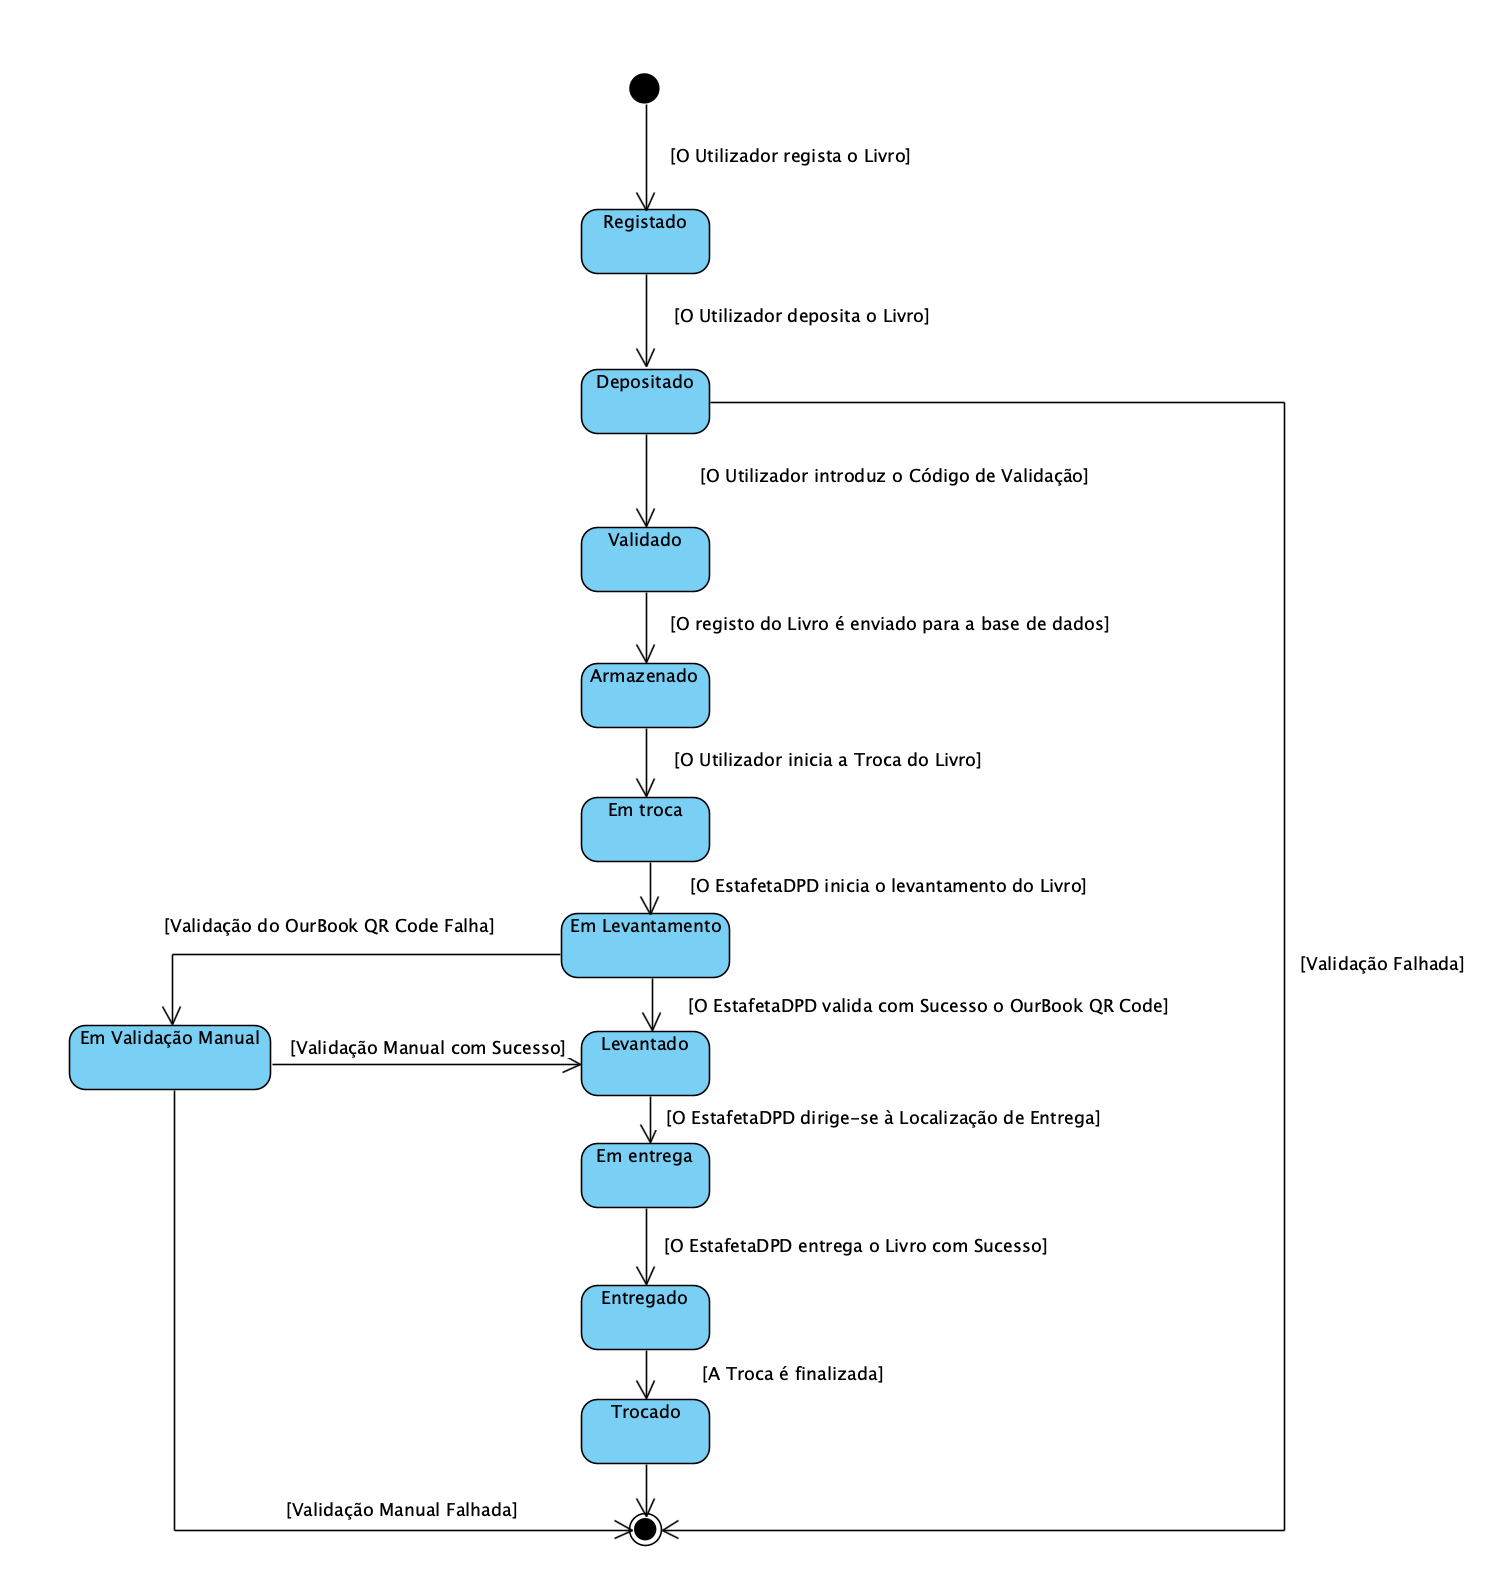 [O Utilizador regista o Livro]
Registado
[O Utilizador deposita o Livro]
Depositado
[O Utilizador introduz o Código de Validação]
Validado
[O registo do Livro é enviado para a base de dados]
Armazenado
[O Utilizador inicia a Troca do Livro]
Em troca
[O EstafetaDPD inicia o levantamento do Livro]
[Validação do OurBook QR Code Falha]
Em Levantamento
[Validação Falhada]
[O EstafetaDPD valida com Sucesso o OurBook QR Code]
Em Validação Manual
[Validação Manual com Sucesso]
Levantado
[O EstafetaDPD dirige-se à Localização de Entrega]
Em entrega
[O EstafetaDPD entrega o Livro com Sucesso]
Entregado
[A Troca é finalizada]
Trocado
[Validação Manual Falhada]